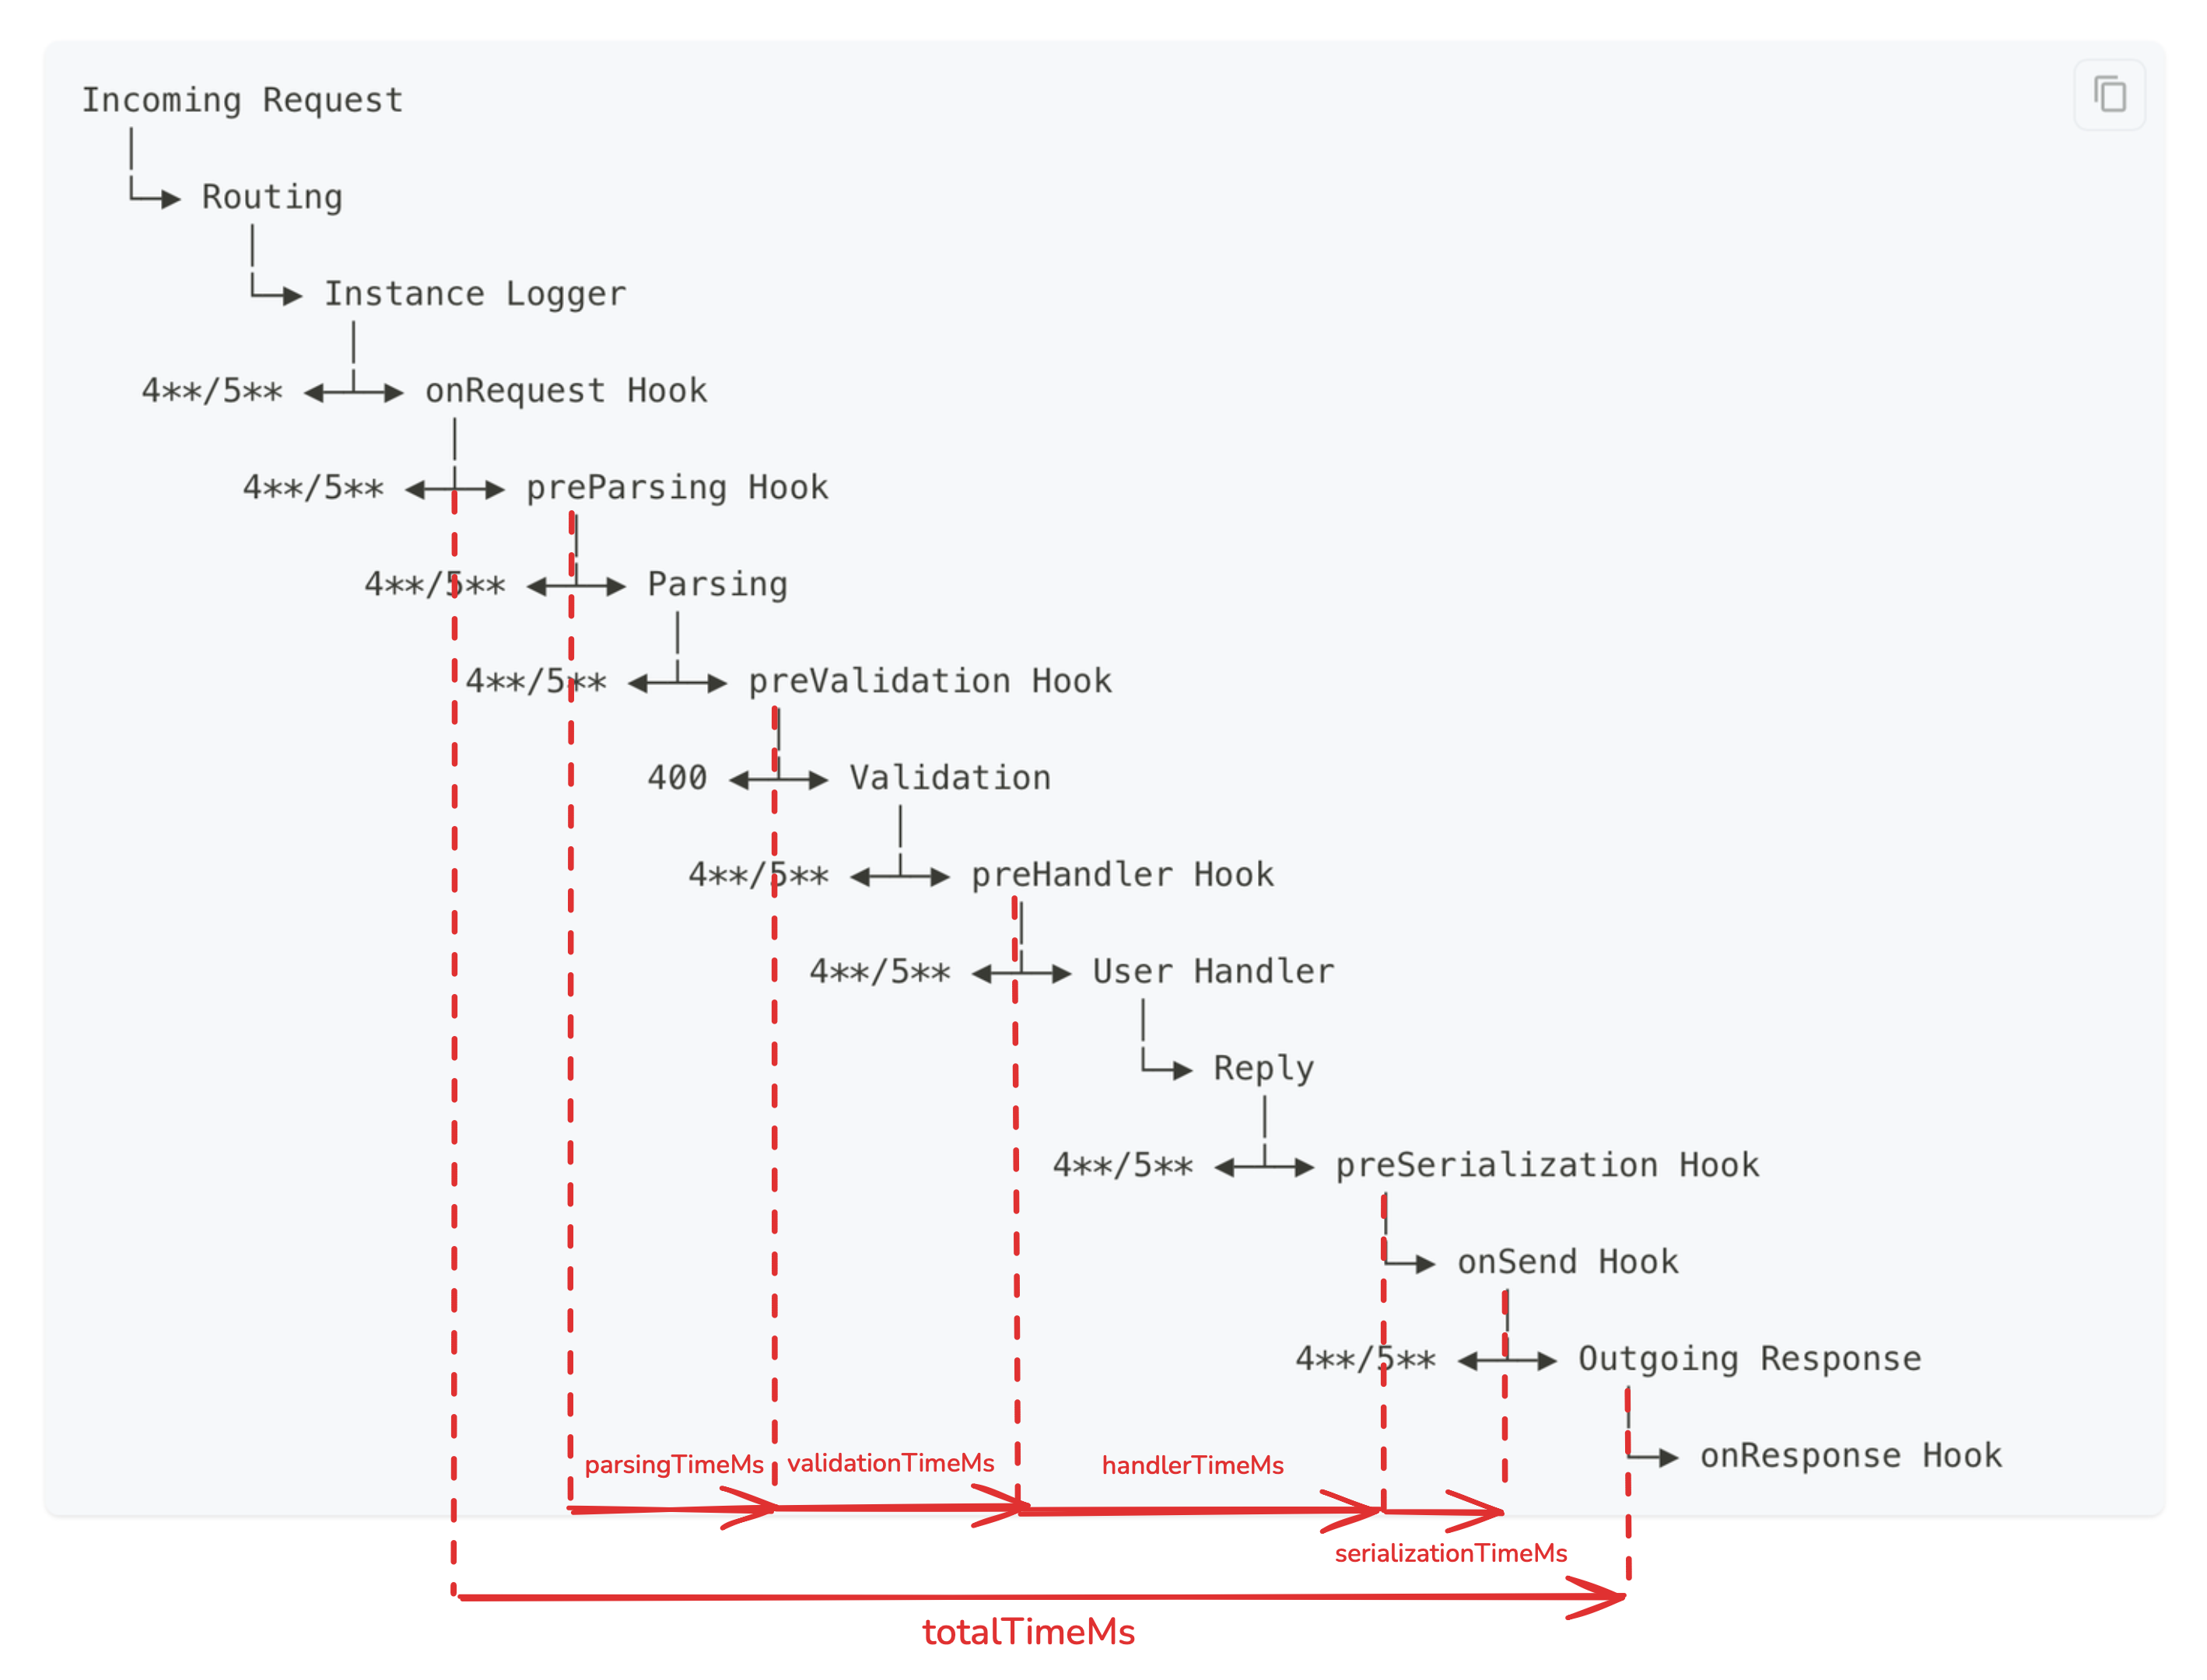 Incoming Request
Routing
Instance Logger
4**/5** onRequest Hook
4**/5** preParsing Hook
4**/5** Parsing
4**/5** preValidation Hook
400 Validation
4**/5** preHandler Hook
4**/5** User Handler
Reply
4**/5** preSerialization Hook
onSend Hook
4**/5** Outgoing Response
onResponse Hook
parsingTimeMs validationTimeMs handlerTimeMs
serializationTimeMs
totalTimeMs